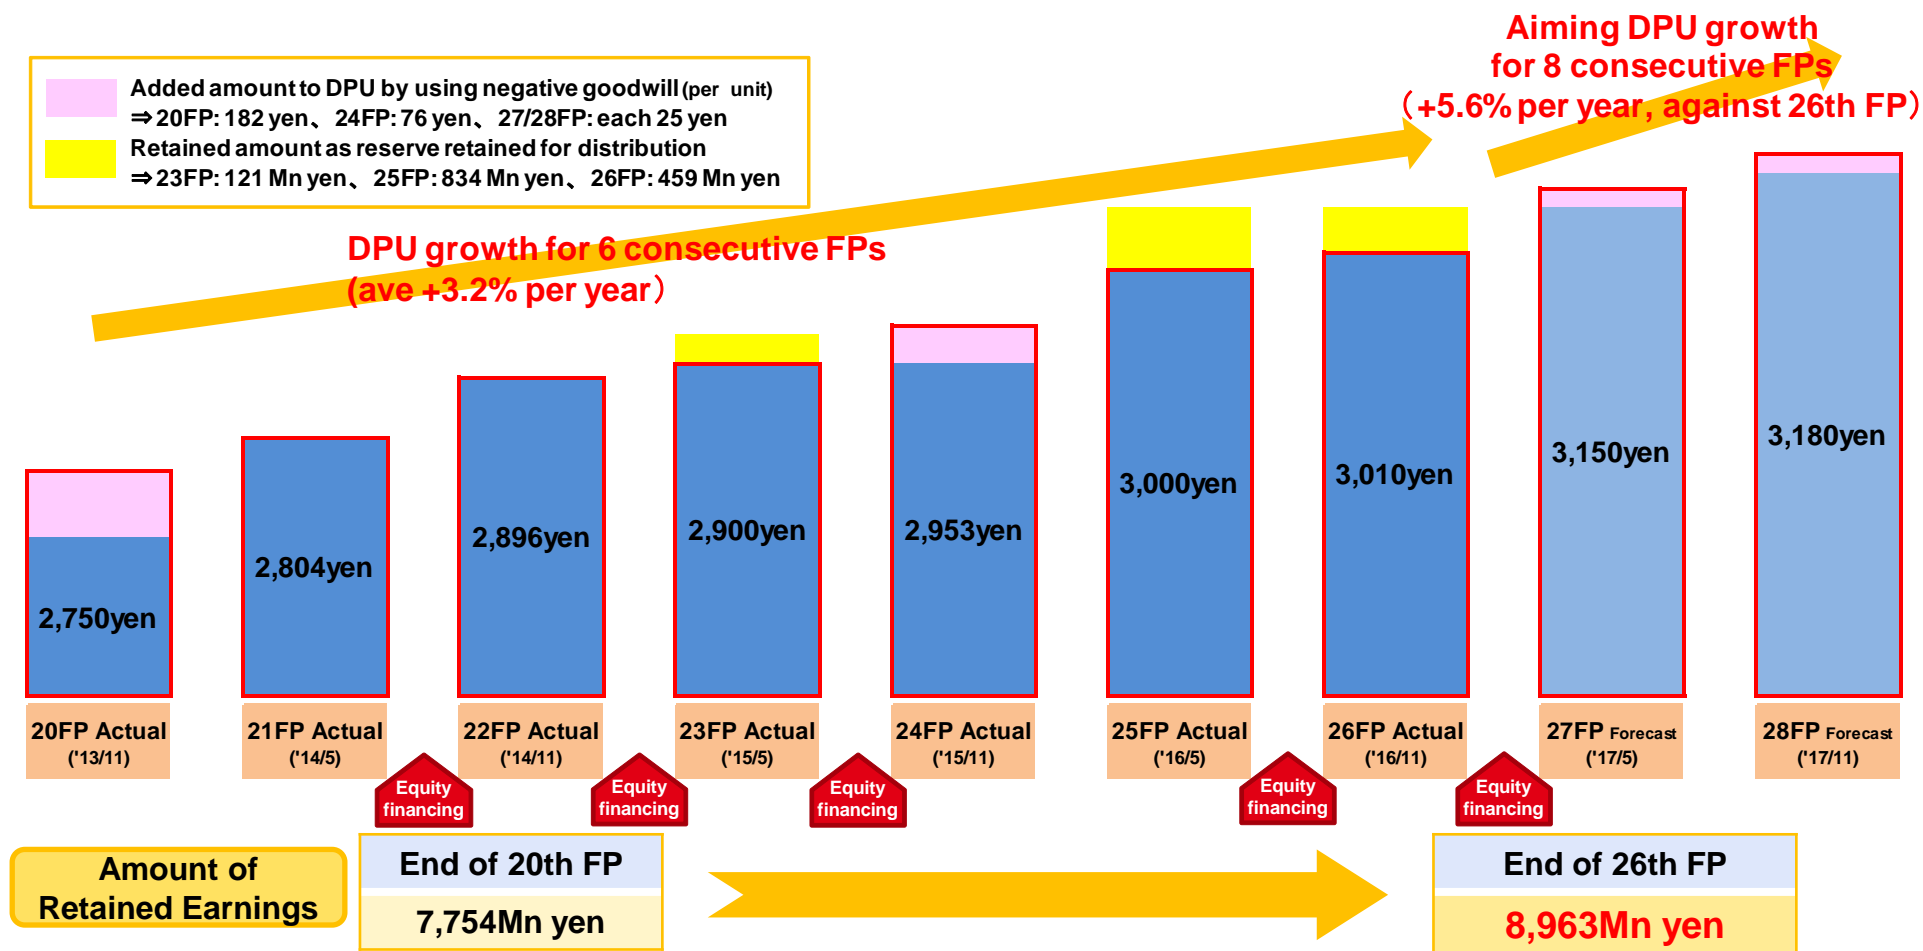 Aiming DPU growth
for 8 consecutive FPs
（+5.6% per year, against 26th FP）
Added amount to DPU by using negative goodwill (per unit)
⇒20FP: 182 yen、24FP: 76 yen、27/28FP: each 25 yen
Retained amount as reserve retained for distribution
⇒23FP: 121 Mn yen、25FP: 834 Mn yen、26FP: 459 Mn yen
DPU growth for 6 consecutive FPs
(ave +3.2% per year）
2,750yen
2,804yen
2,896yen
2,900yen
2,953yen
3,000yen
3,010yen
3,150yen
3,180yen
20FP Actual
('13/11)
21FP Actual
('14/5)
22FP Actual
('14/11)
23FP Actual
('15/5)
24FP Actual
('15/11)
25FP Actual
('16/5)
26FP Actual
('16/11)
27FP Forecast
('17/5)
28FP Forecast
('17/11)
Equity
financing
Equity
financing
Equity
financing
Equity
financing
Equity
financing
Amount of
Retained Earnings
End of 20th FP
7,754Mn yen
End of 26th FP
8,963Mn yen